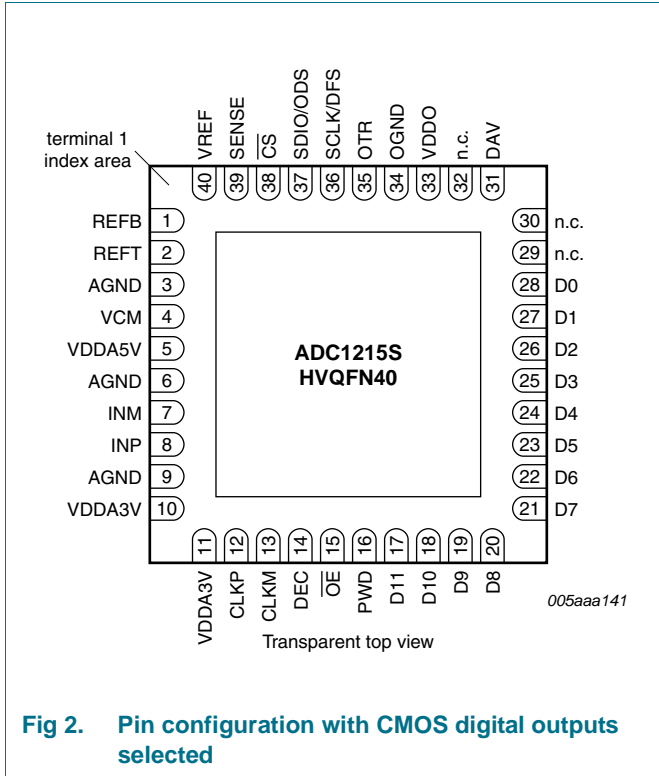 terminal 1
index area
VREF
SENSE
CS
SDIO/ODS
SCLK/DFS
OTR
OGND
VDDO
n.c.
DAV
40
39
38
37
36
35
34
33
32
31
REFB 1
REFT 2
AGND 3
VCM 4
VDDA5V 5
AGND 6
INM 7
INP 8
AGND 9
VDDA3V 10
ADC1215S
HVQFN40
30 n.c.
29 n.c.
28 D0
27 D1
26 D2
25 D3
24 D4
23 D5
22 D6
21 D7
11
12
13
14
15
16
17
18
19
20
VDDA3V
CLKP
CLKM
DEC
OE
PWD
D11
D10
D9
D8
005aaa141
Transparent top view
Fig 2. Pin configuration with CMOS digital outputs
selected